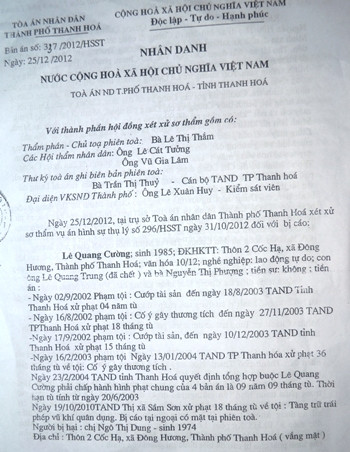 TÒA ÁN NHÂN DÂN
THÀNH PHỐ THANH HOÁ
CỘNG HOÀ XÃ HỘI CHỦ NGHĨA VIỆT NAM
Độc lập - Tự do - Hạnh phúc
Bản án số: 327 /2012/HSST
Ngày: 25/12 /2012
NHÂN DANH
NƯỚC CỘNG HOÀ XÃ HỘI CHỦ NGHĨA VIỆT NAM
TOÀ ÁN ND T.PHỐ THANH HOÁ - TỈNH THANH HOÁ
Với thành phần hội đồng xét xử sơ thẩm gồm có:
Thẩm phán - Chủ toạ phiên toà: Bà Lê Thị Thắm
Các Hội thẩm nhân dân: Ông Lê Cát Tường
Ông Vũ Gia Lâm
Thư ký toà án ghi biên bản phiên toà:
Bà Trần Thị Thuỷ - Cán bộ TAND TP Thanh hoá
Đại diện VKSND Thành phố: Ông Lê Xuân Huy - Kiểm sát viên
Ngày 25/12/2012, tại trụ sở Toà án nhân dân Thành phố Thanh Hoá xét xử
sơ thẩm vụ án hình sự thụ lý số 296/HSST ngày 31/10/2012 đối với bị cáo:
Lê Quang Cường; sinh 1985; ĐKHKTT: Thôn 2 Cốc Hạ, xã Đông
Hương, Thành phố Thanh Hoá; văn hóa 10/12; nghề nghiệp: lao động tự do; con
ông Lê Quang Trung (đã chết ) và bà Nguyễn Thị Phượng ; tiền sự: không ; tiền
án :
- Ngày 02/9/2002 Phạm tội : Cướp tài sản đến ngày 18/8/2003 TAND Tỉnh
Thanh Hoá xử phạt 04 năm tù
- Ngày 16/8/2002 phạm tội : Cố ý gây thương tích đến ngày 27/11/2003 TAND
TPThanh Hoá xử phạt 18 tháng tù
-Ngày 17/9/2002 phạm tội : Cướp tài sản, đến ngày 10/12/2003 TAND tỉnh
Thanh Hoá xử phạt 15 tháng tù
-Ngày 16/2/2003 phạm tội Ngày 13/01/2004 TAND TP Thanh hóa xử phạt 36
tháng tù về tội: Cố ý gây thương tích .
Ngày 23/2/2004 TAND tỉnh Thanh Hoá quyết định tổng hợp buộc Lê Quang
Cường phải chấp hành hình phạt chung của 4 bản án là 09 năm 09 tháng tù. Thời
hạn tù tính từ ngày 20/6/2003
Ngày 19/10/2010TAND Thị xã Sầm Sơn xử phạt 18 tháng tù về tội : Tàng trữ trái
phép vũ khí quân dụng. Bị cáo tại ngoại có mặt tại phiên toà.
Người bị hại : chị Ngô Thị Dung - sinh 1974
Địa chỉ : Thôn 2 Cốc Hạ, xã Đông Hương, Thành phố Thanh Hoá ( vắng mặt )